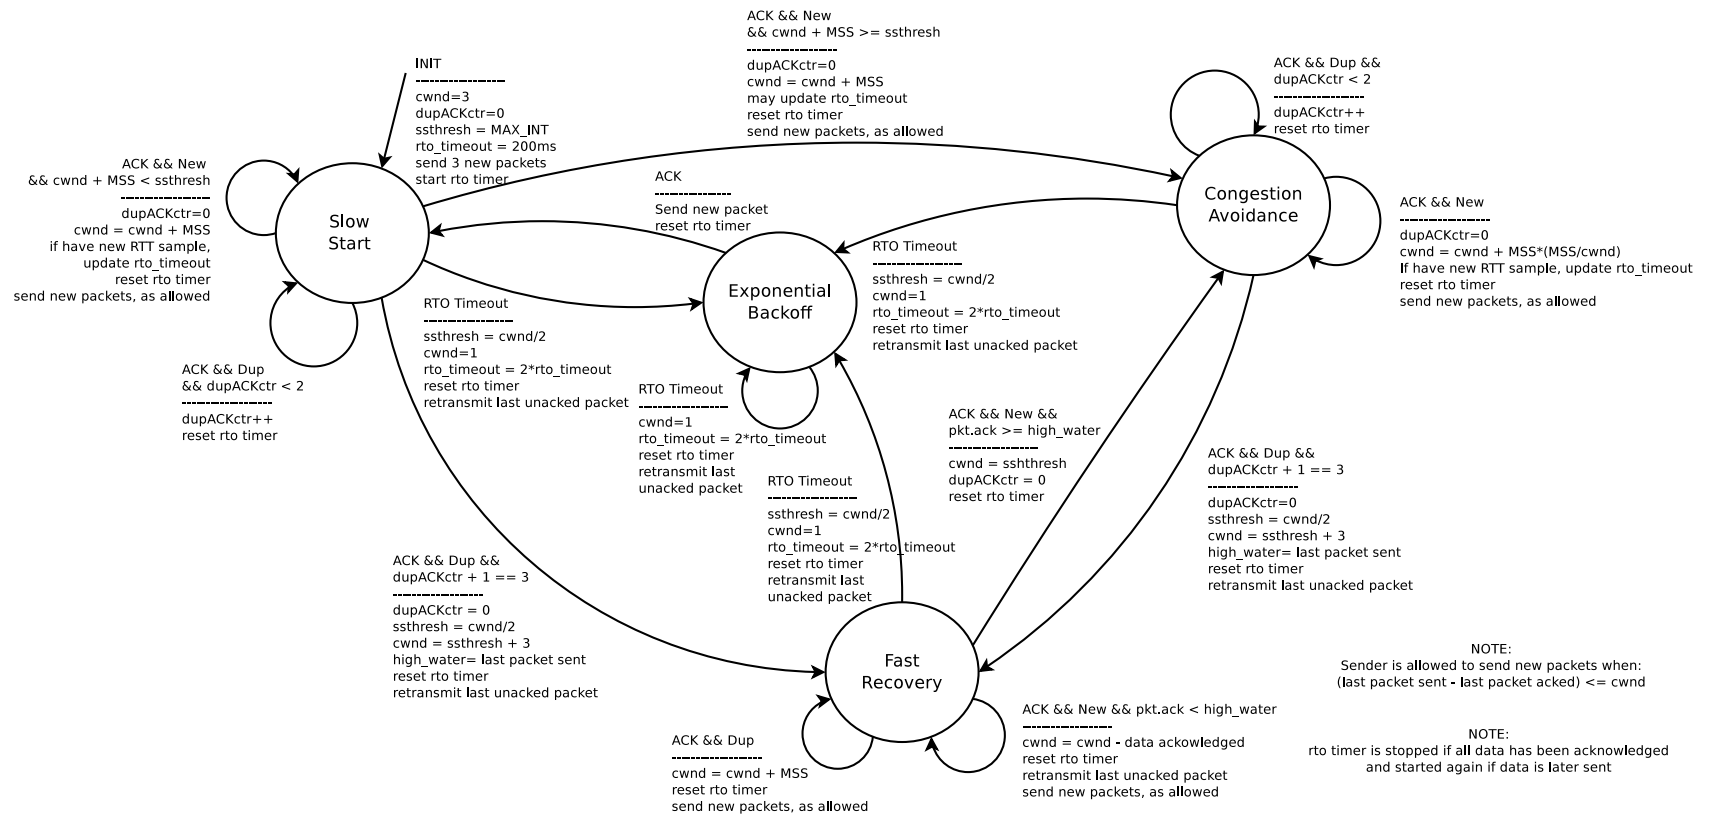 ACK && New
&& cwnd + MSS >= ssthresh
--------------------
dupACKctr=0
cwnd = cwnd + MSS
may update rto_timeout
reset rto timer
send new packets, as allowed
INIT
--------------------
cwnd=3
dupACKctr=0
ssthresh = MAX_INT
rto_timeout = 200ms
send 3 new packets
start rto timer
ACK && Dup &&
dupACKctr < 2
--------------------
dupACKctr++
reset rto timer
ACK && New
&& cwnd + MSS < ssthresh
--------------------
dupACKctr=0
cwnd = cwnd + MSS
if have new RTT sample,
update rto_timeout
reset rto timer
send new packets, as allowed
Slow
Start
ACK
-----------------
Send new packet
reset rto timer
Congestion
Avoidance
ACK && New
--------------------
dupACKctr=0
cwnd = cwnd + MSS*(MSS/cwnd)
If have new RTT sample, update rto_timeout
reset rto timer
send new packets, as allowed
RTO Timeout
--------------------
ssthresh = cwnd/2
cwnd=1
rto_timeout = 2*rto_timeout
reset rto timer
retransmit last unacked packet
Exponential
Backoff
RTO Timeout
--------------------
ssthresh = cwnd/2
cwnd=1
rto_timeout = 2*rto_timeout
reset rto timer
retransmit last unacked packet
ACK && Dup
&& dupACKctr < 2
--------------------
dupACKctr++
reset rto timer
RTO Timeout
--------------------
cwnd=1
rto_timeout = 2*rto_timeout
reset rto timer
retransmit last
unacked packet
ACK && New &&
pkt.ack >= high_water
--------------------
cwnd = sshthresh
dupACKctr = 0
reset rto timer
ACK && Dup &&
dupACKctr + 1 == 3
--------------------
dupACKctr=0
ssthresh = cwnd/2
cwnd = ssthresh + 3
high_water= last packet sent
reset rto timer
retransmit last unacked packet
RTO Timeout
--------------------
ssthresh = cwnd/2
cwnd=1
rto_timeout = 2*rto_timeout
reset rto timer
retransmit last
unacked packet
ACK && Dup &&
dupACKctr + 1 == 3
--------------------
dupACKctr = 0
ssthresh = cwnd/2
cwnd = ssthresh + 3
high_water= last packet sent
reset rto timer
retransmit last unacked packet
Fast
Recovery
NOTE:
Sender is allowed to send new packets when:
(last packet sent - last packet acked) <= cwnd
ACK && New && pkt.ack < high_water
--------------------
cwnd = cwnd - data ackowledged
reset rto timer
retransmit last unacked packet
send new packets, as allowed
NOTE:
rto timer is stopped if all data has been acknowledged
and started again if data is later sent
ACK && Dup
--------------------
cwnd = cwnd + MSS
reset rto timer
send new packets, as allowed